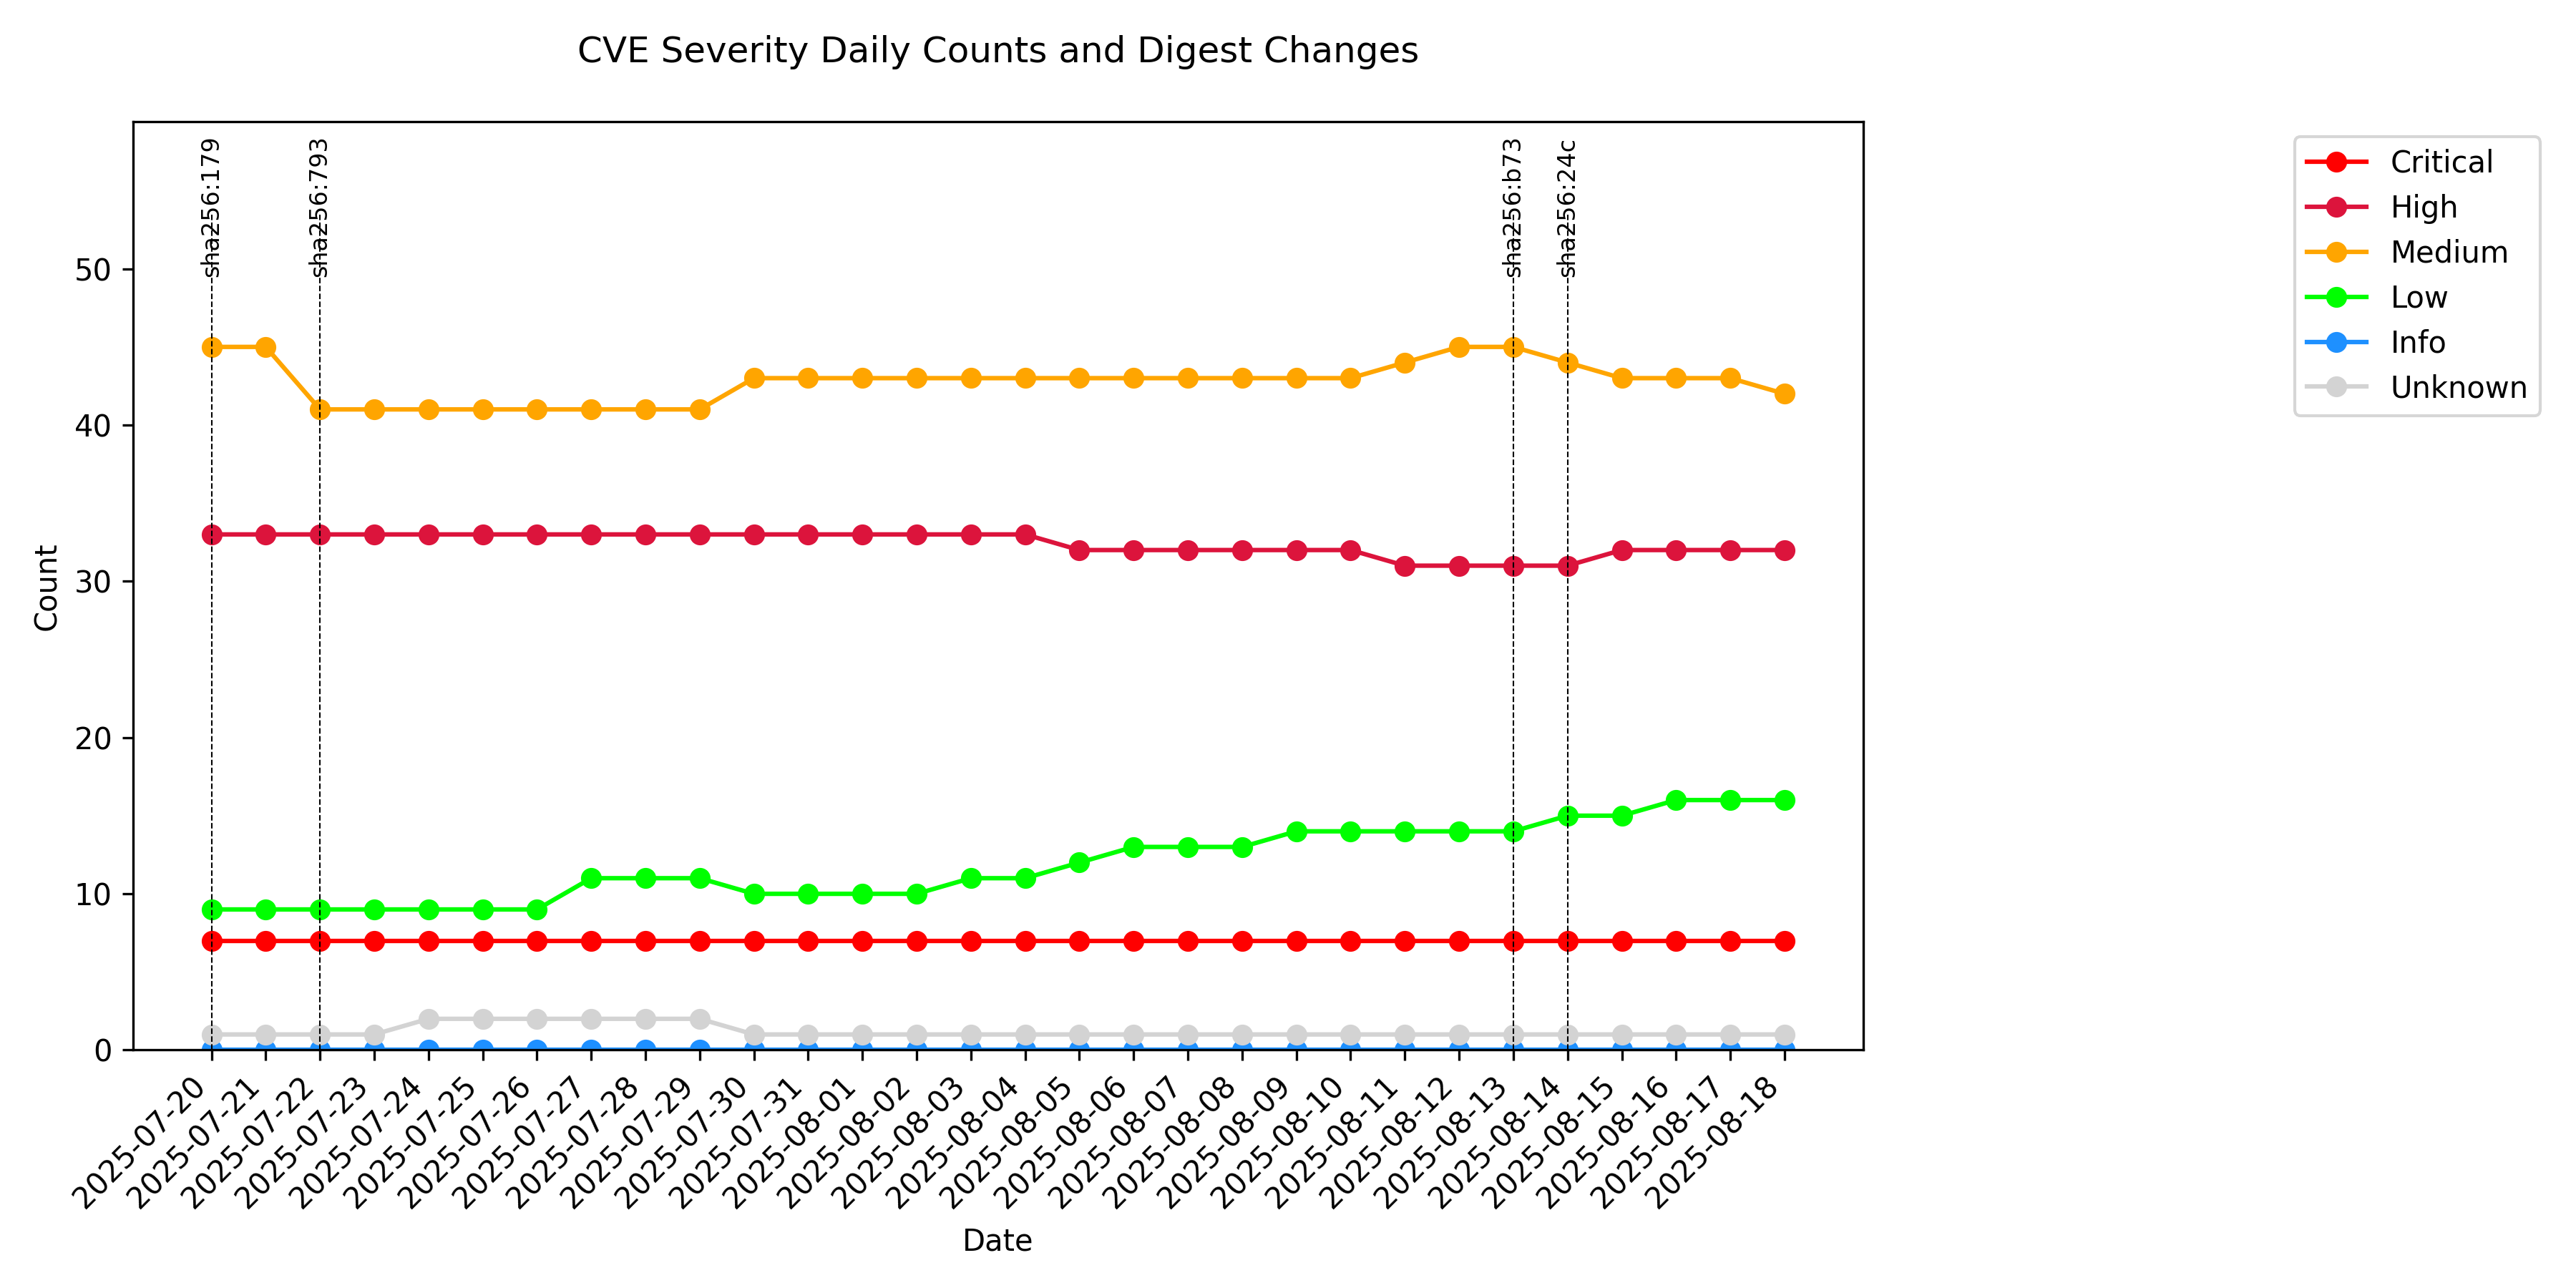 CVE Severity Daily Counts and Digest Changes
sha256:179
sha256:793
sha256:b73
sha256:24c
Critical
High
Medium
Low
Info
Unknown
Count
50
40
30
20
10
0
2025-07-20
2025-07-21
2025-07-22
2025-07-23
2025-07-24
2025-07-25
2025-07-26
2025-07-27
2025-07-28
2025-07-29
2025-07-30
2025-07-31
2025-08-01
2025-08-02
2025-08-03
2025-08-04
2025-08-05
2025-08-06
2025-08-07
2025-08-08
2025-08-09
2025-08-10
2025-08-11
2025-08-12
2025-08-13
2025-08-14
2025-08-15
2025-08-16
2025-08-17
2025-08-18
Date